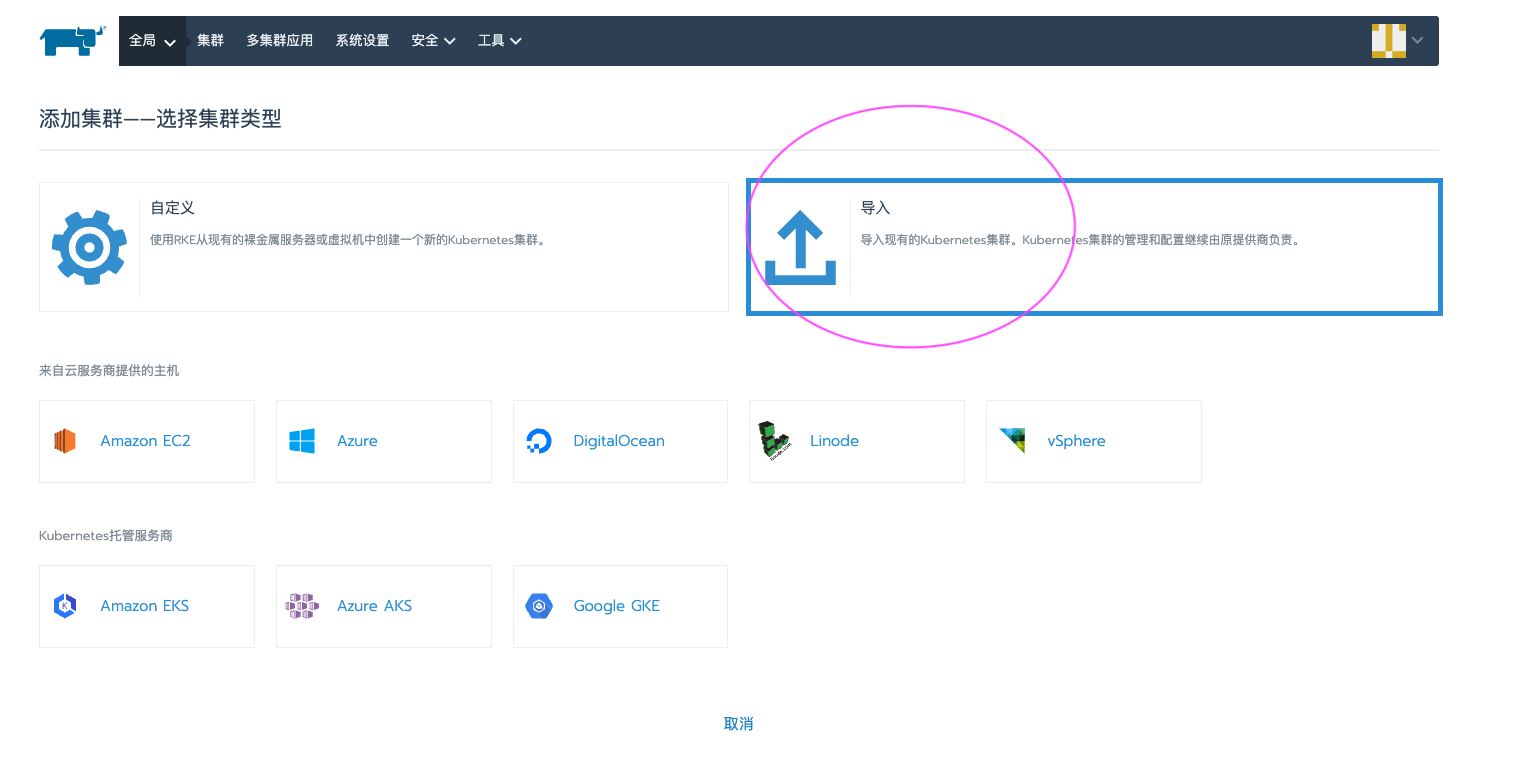 全局 集群 多集群应用 系统设置 安全 工具
添加集群——选择集群类型
自定义
使用RKE从现有的裸金属服务器或虚拟机中创建一个新的Kubernetes集群。
导入
导入现有的Kubernetes集群。Kubernetes集群的管理和配置继续由原提供商负责。
来自云服务商提供的主机
Amazon EC2
Azure
DigitalOcean
linode.com
Linode
vSphere
Kubernetes托管服务商
K
Amazon EKS
Azure AKS
Google GKE
取消